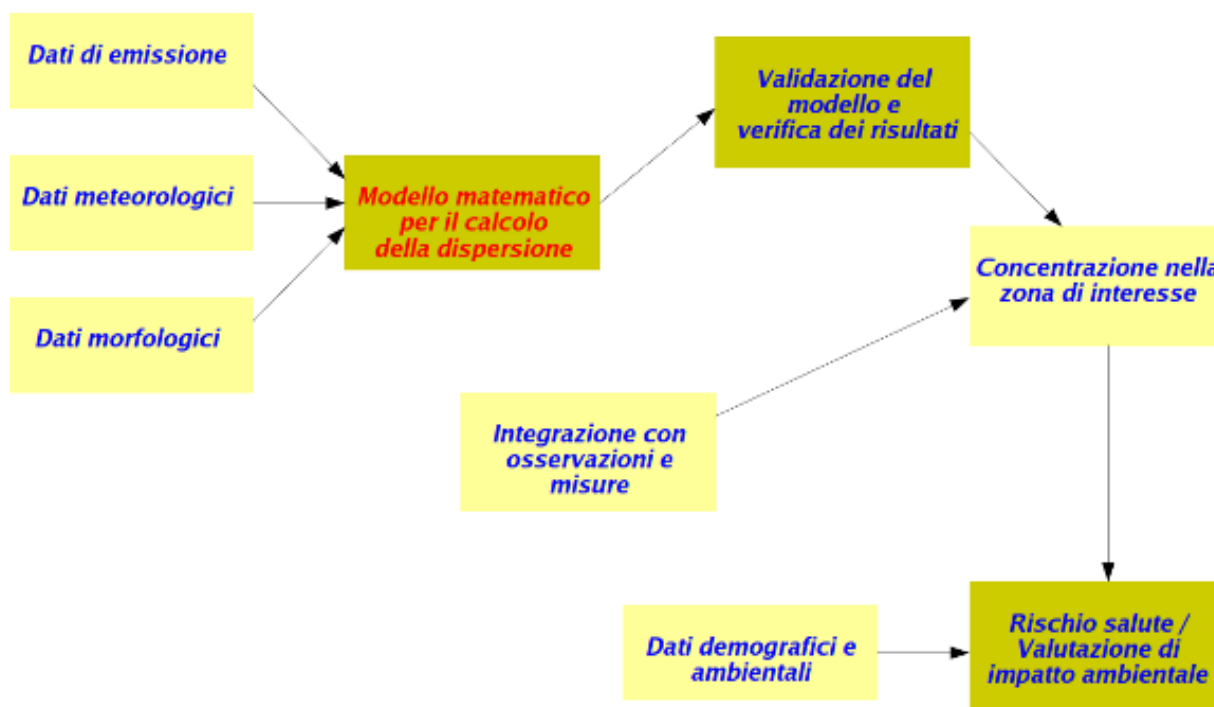 Dati di emissione
Dati meteorologici
Dati morfologici
Modello matematico
per il calcolo
della dispersione
Validazione del
modello e
verifica dei risultati
Concentrazione nella
zona di interesse
Integrazione con
osservazioni e
misure
Dati demografici e
ambientali
Rischio salute /
Valutazione di
impatto ambientale